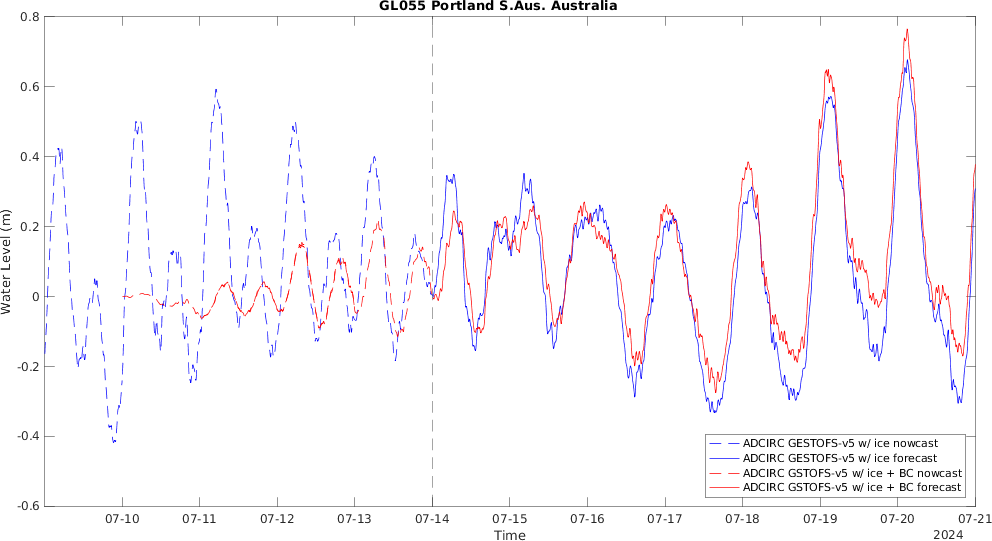 GL055 Portland S.Aus. Australia
0.8
0.6
0.4
0.2
0
-0.2
-0.4
-0.6
Water Level (m)
ADCIRC GESTOFS-v5 w/ ice nowcast
ADCIRC GESTOFS-v5 w/ ice forecast
ADCIRC GSTOFS-v5 w/ ice + BC nowcast
ADCIRC GSTOFS-v5 w/ ice + BC forecast
07-10 07-11 07-12 07-13 07-14 07-15 07-16 07-17 07-18 07-19 07-20 07-21
Time
2024